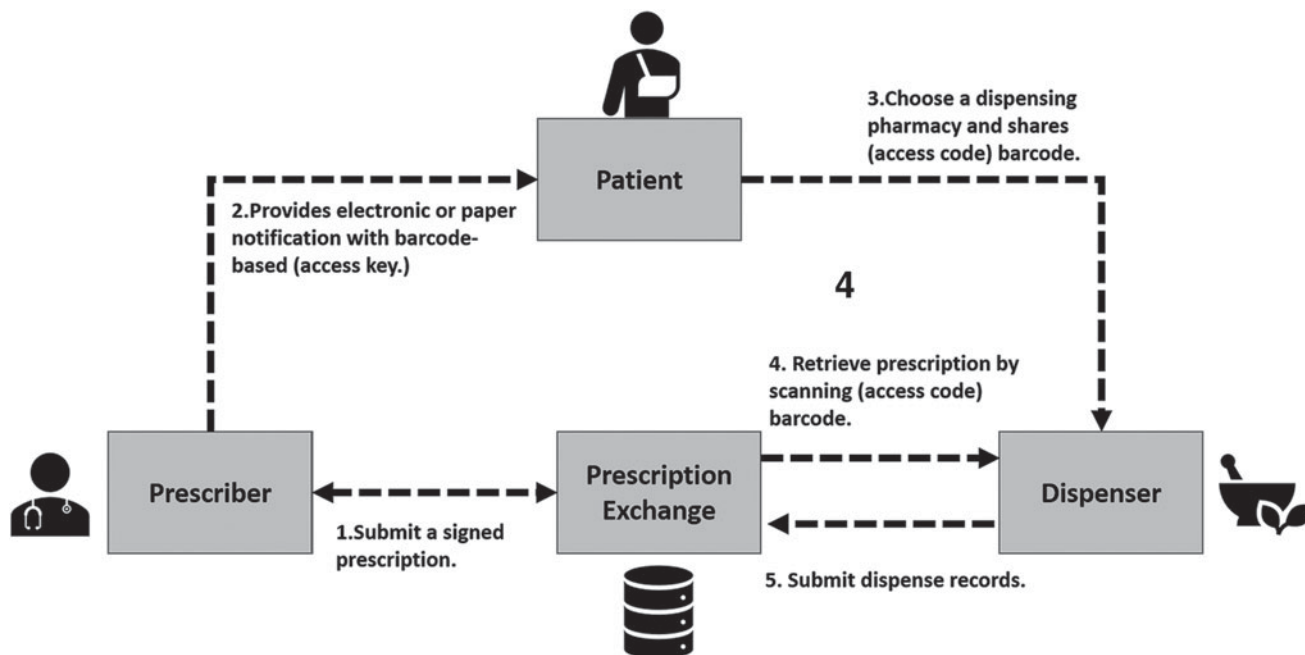 3.Choose a dispensing
pharmacy and shares
(access code) barcode.
Patient
2.Provides electronic or paper
notification with barcode-
based (access key.)
4
4. Retrieve prescription by
scanning (access code)
barcode.
Prescriber
Prescription
Exchange
Dispenser
1.Submit a signed
prescription.
5. Submit dispense records.